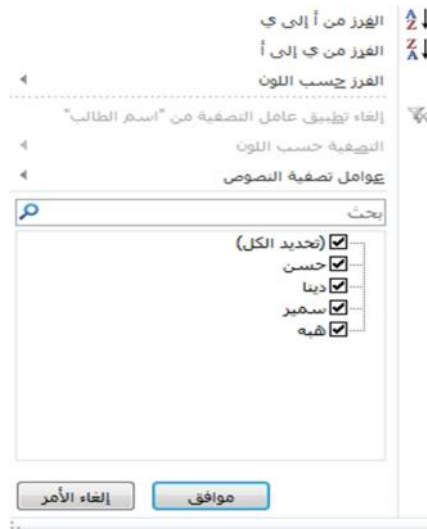 الفرز من أ إلى ي
الفرز من ي إلى أ
الفرز حسب اللون
إلغاء تطبيق عامل التصفية من "اسم الطالب"
التصفية حسب اللون
عوامل تصفية النصوص
بحث
(تحديد الكل)
حسن
دينا
سمير
هبه
موافق إلغاء الأمر